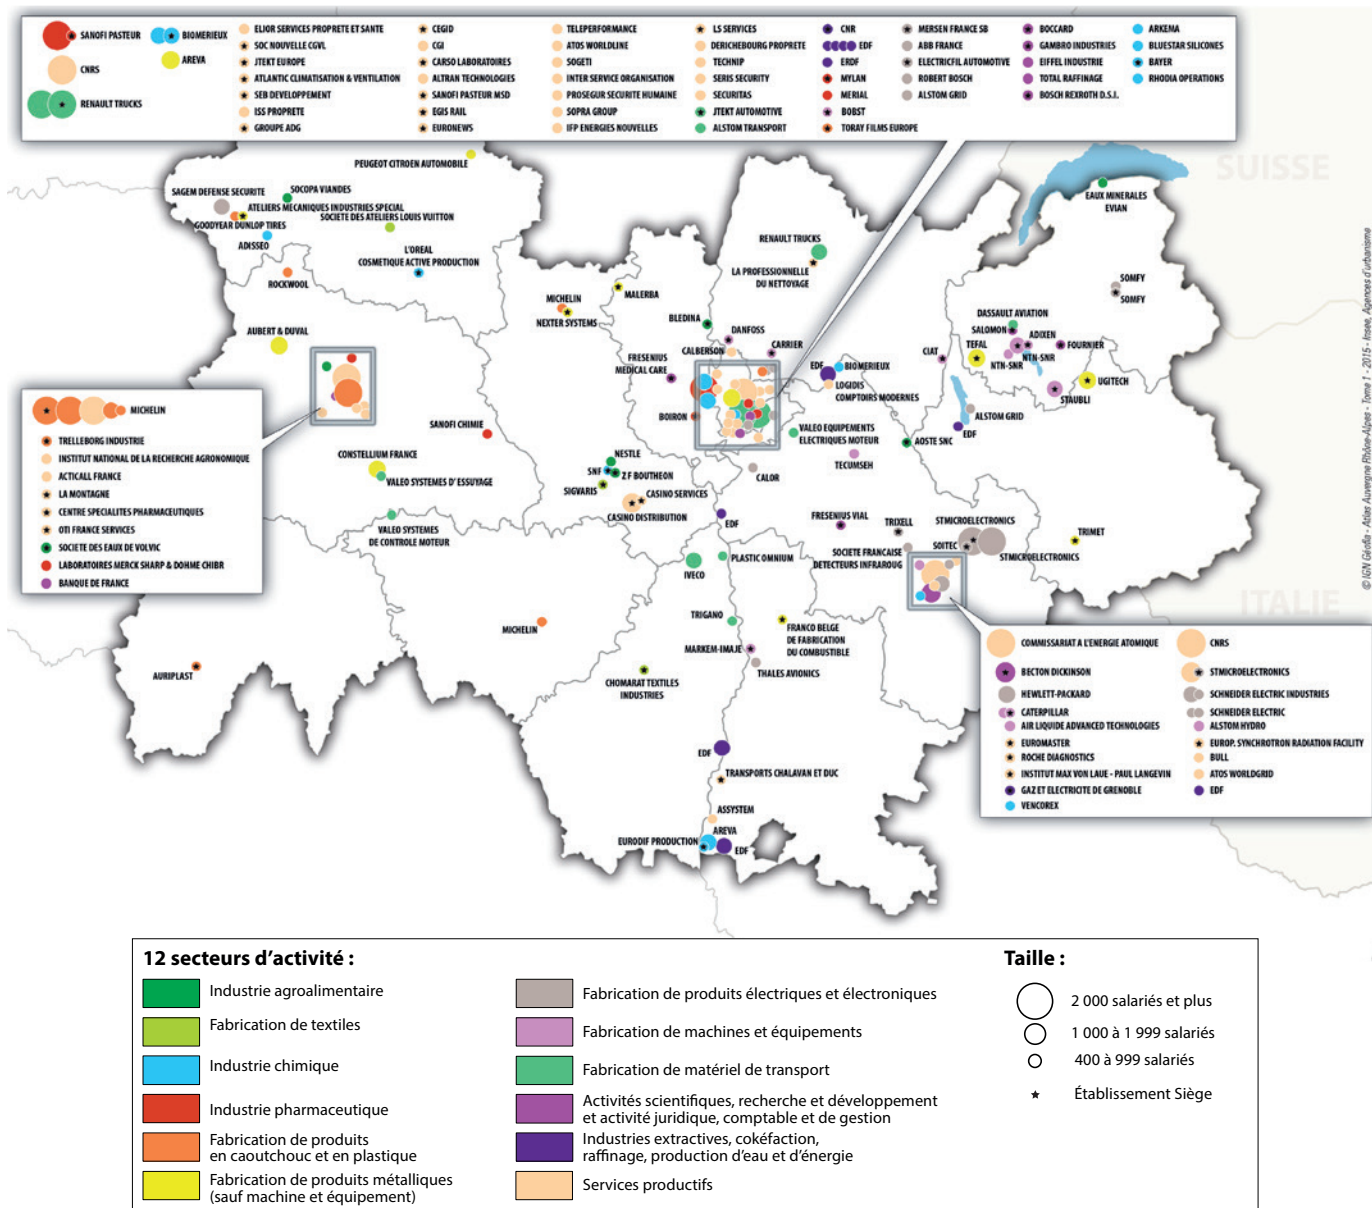 SANOFI PASTEUR
CNRS
RENAULT TRUCKS
BIOMERIEUX
AREVA
ELIOR SERVICES PROPRETE ET SANTE
SOC NOUVELLE CGVL
JTEKT EUROPE
ATLANTIC CLIMATISATION & VENTILATION
SEB DEVELOPPEMENT
ISS PROPRETE
GROUPE ADG
CEGID
CGI
CARSO LABORATOIRES
ALTRAN TECHNOLOGIES
SANOFI PASTEUR MSD
EGIS RAIL
EURONEWS
TELEPERFORMANCE
ATOS WORLDLINE
SOGETI
INTER SERVICE ORGANISATION
PROSEGUR SECURITE HUMAINE
SOPRA GROUP
IFP ENERGIES NOUVELLES
LS SERVICES
DERICHEBOURG PROPRETE
TECHNIP
SERIS SECURITY
SECURITAS
JTEKT AUTOMOTIVE
ALSTOM TRANSPORT
CNR
EDF
ERDF
MYLAN
MERIAL
BOBST
TORAY FILMS EUROPE
MERSEN FRANCE SB
ABB FRANCE
ELECTRICFIL AUTOMOTIVE
ROBERT BOSCH
ALSTOM GRID
BOCCARD
GAMBRO INDUSTRIES
EIFFEL INDUSTRIE
TOTAL RAFFINAGE
BOSCH REXROTH D.S.I.
ARKEMA
BLUESTAR SILICONES
BAYER
RHODIA OPERATIONS
SUISSE
PEUGEOT CITROEN AUTOMOBILE
SAGEM DEFENSE SECURITE
SOCOPA VIANDES
ATELIERS MECANIQUES INDUSTRIES SPECIAL
SOCIETE DES ATELIERS LOUIS VUITTON
GOODYEAR DUNLOP TIRES
ADISSEO
L'OREAL
COSMETIQUE ACTIVE PRODUCTION
ROCKWOOL
AUBERT & DUVAL
MICHELIN
NEXTER SYSTEMS
MALERBA
BLEDINA
DANFOSS
CALBERSON
CARRIER
FRESENIUS
MEDICAL CARE
BOIRON
RENAULT TRUCKS
LA PROFESSIONNELLE
DU NETTOYAGE
EDF
BIOMERIEUX
LOGIDIS
COMPTOIRS MODERNES
EAUX MINERALES
EVIAN
SOMFY
SOMFY
DASSAULT AVIATION
SALOMON
ADIXEN
TEFAL
FOURNIER
NTN-SNR
NTN-SNR
CIAT
UGITECH
STAUBLI
ALSTOM GRID
EDF
AOSTE SNC
VALEO EQUIPEMENTS
ELECTRIQUES MOTEUR
TECUMSEH
CALOR
MICHELIN
TRELLEBORG INDUSTRIE
INSTITUT NATIONAL DE LA RECHERCHE AGRONOMIQUE
ACTICALL FRANCE
LA MONTAGNE
CENTRE SPECIALITES PHARMACEUTIQUES
OTI FRANCE SERVICES
SOCIETE DES EAUX DE VOLVIC
LABORATOIRES MERCK SHARP & DOHME CHIBR
BANQUE DE FRANCE
SANOFI CHIMIE
CONSTELLIUM FRANCE
VALEO SYSTEMES D' ESSUYAGE
VALEO SYSTEMES
DE CONTROLE MOTEUR
NESTLE
SNF
ZF BOUTHEON
SIGVARIS
CASINO SERVICES
CASINO DISTRIBUTION
EDF
FRESENIUS VIAL
TRIXELL
STMICROELECTRONICS
SOITEC
STMICROELECTRONICS
TRIMET
SOCIETE FRANCAISE
DETECTEURS INFRAROUG
PLASTIC OMNIUM
IVECO
MICHELIN
TRIGANO
FRANCO BELGE
DE FABRICATION
DU COMBUSTIBLE
MARKEM-IMAJE
THALES AVIONICS
AURIPLAST
CHOMARAT TEXTILES
INDUSTRIES
EDF
TRANSPORTS CHALAVAN ET DUC
ASSYSTEM
AREVA
EURODIF PRODUCTION
EDF
ITALIE
COMMISSARIAT A L'ENERGIE ATOMIQUE
BECTON DICKINSON
HEWLETT-PACKARD
CATERPILLAR
AIR LIQUIDE ADVANCED TECHNOLOGIES
EUROMASTER
ROCHE DIAGNOSTICS
INSTITUT MAX VON LAUE - PAUL LANGEVIN
GAZ ET ELECTRICITE DE GRENOBLE
VENCOREX
CNRS
STMICROELECTRONICS
SCHNEIDER ELECTRIC INDUSTRIES
SCHNEIDER ELECTRIC
ALSTOM HYDRO
EUROP. SYNCHROTRON RADIATION FACILITY
BULL
ATOS WORLDGRID
EDF
© IGN Géofla - Atlas Auvergne Rhône-Alpes - Tome 1 - 2015 - Insee, Agences d'urbanisme
12 secteurs d'activité :
Industrie agroalimentaire
Fabrication de textiles
Industrie chimique
Industrie pharmaceutique
Fabrication de produits
en caoutchouc et en plastique
Fabrication de produits métalliques
(sauf machine et équipement)
Fabrication de produits électriques et électroniques
Fabrication de machines et équipements
Fabrication de matériel de transport
Activités scientifiques, recherche et développement
et activité juridique, comptable et de gestion
Industries extractives, cokéfaction,
raffinage, production d'eau et d'énergie
Services productifs
Taille :
2 000 salariés et plus
1 000 à 1 999 salariés
400 à 999 salariés
Établissement Siège